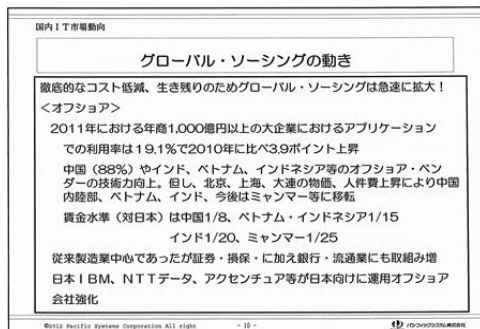 国内IT市場動向
グローバル・ソーシングの動き
徹底的なコスト低減、生き残りのためグローバル・ソーシングは急速に拡大！
<オフショア>
2011年における年商1,000億円以上の大企業におけるアプリケーション
での利用率は19.1%で2010年に比べ3.9ポイント上昇
中国（88%）やインド、ベトナム、インドネシア等のオフショア・ベン
ダーの技術力向上。但し、北京、上海、大連の物価、人件費上昇により中国
内陸部、ベトナム、インド、今後はミャンマー等に移転
賃金水準（対日本）は中国1/8、ベトナム・インドネシア1/15
インド1/20、ミャンマー1/25
従来製造業中心であったが証券・損保・に加え銀行・流通業にも取組み増
日本IBM、NTTデータ、アクセンチュア等が日本向けに運用オフショア
会社強化
©2012 Pacific Systems Corporation All right
- 10 -
パシフィックシステム株式会社